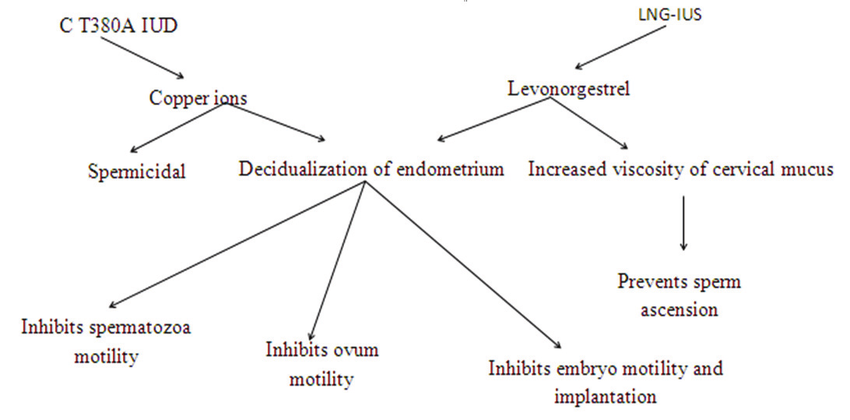 C T380A IUD
LNG-IUS
Copper ions
Levonorgestrel
Spermicidal
Decidualization of endometrium
Increased viscosity of cervical mucus
Prevents sperm
ascension
Inhibits spermatozoa
motility
Inhibits ovum
motility
Inhibits embryo motility and
implantation